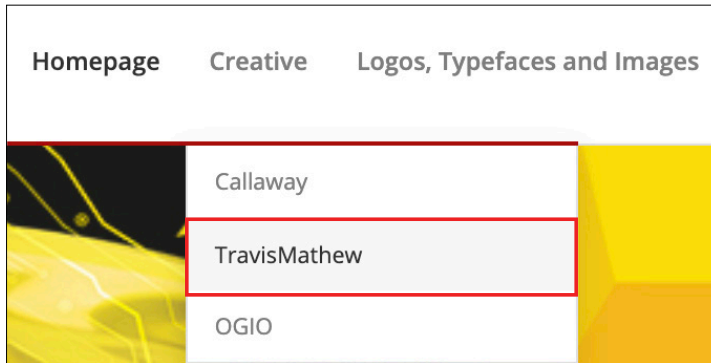 Homepage Creative Logos, Typefaces and Images
Callaway
TravisMathew
OGIO